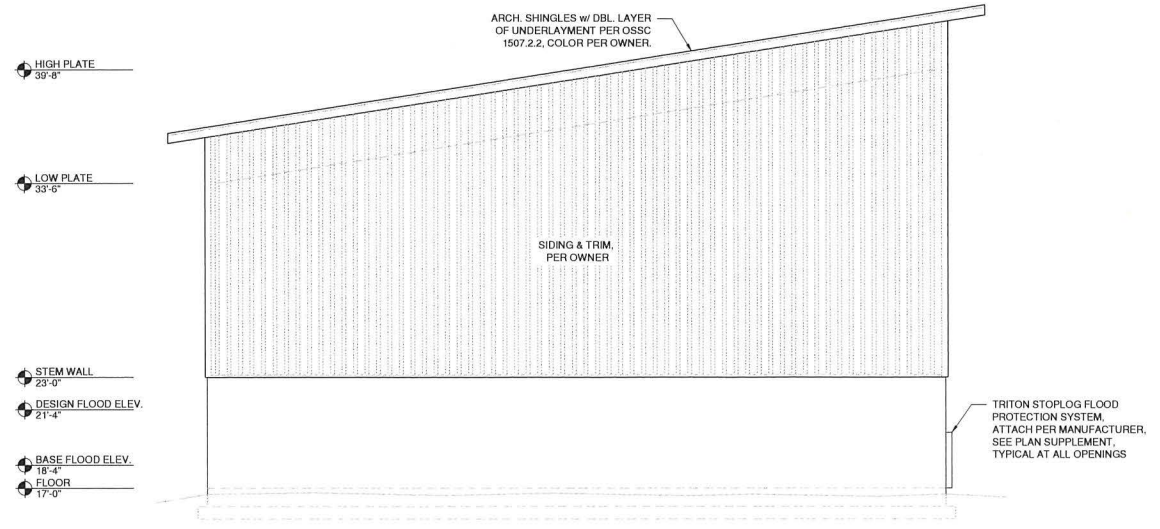 ARCH. SHINGLES w/ DBL. LAYER
OF UNDERLAYMENT PER OSSC
1507.2.2, COLOR PER OWNER.
HIGH PLATE
39'-8"
LOW PLATE
33'-6"
SIDING & TRIM,
PER OWNER
STEM WALL
23'-0"
DESIGN FLOOD ELEV.
21'-4"
BASE FLOOD ELEV.
18'-4"
FLOOR
17'-0"
TRITON STOPLOG FLOOD
PROTECTION SYSTEM,
ATTACH PER MANUFACTURER,
SEE PLAN SUPPLEMENT,
TYPICAL AT ALL OPENINGS